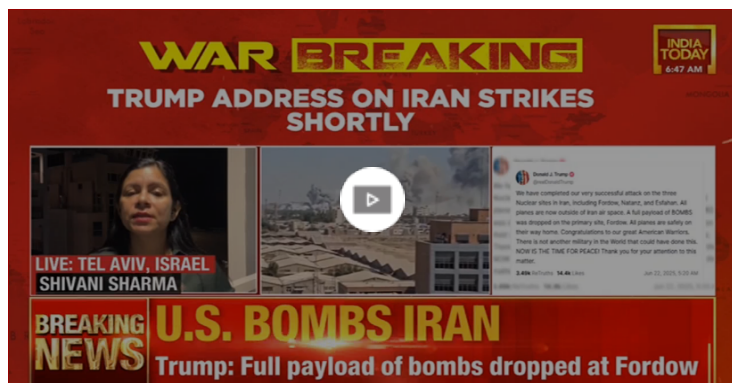 WAR BREAKING
INDIA
TODAY
6:47 AM
TRUMP ADDRESS ON IRAN STRIKES
SHORTLY
LIVE: TEL AVIV, ISRAEL
SHIVANI SHARMA
Donald J. Trump
@realDonaldTrump
We have completed our very successful attack on the three
Nuclear sites in Iran, including Fordow, Natanz, and Esfahan. All
planes are now outside of Iran air space. A full payload of BOMBS
was dropped on the primary site, Fordow. All planes are safely on
their way home. Congratulations to our great American Warriors.
There is not another military in the World that could have done this.
NOW IS THE TIME FOR PEACE! Thank you for your attention to this
matter.
Jun 22, 2025, 5:20 AM
BREAKING
NEWS
U.S. BOMBS IRAN
Trump: Full payload of bombs dropped at Fordow